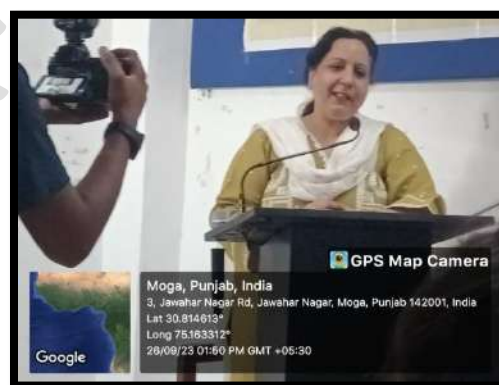 GPS Map Camera
Moga, Punjab, India
3, Jawahar Nagar Rd, Jawahar Nagar, Moga, Punjab 142001, India
Lat 30.814613°
Long 75.163312°
26/09/23 01:50 PM GMT +05:30
Google